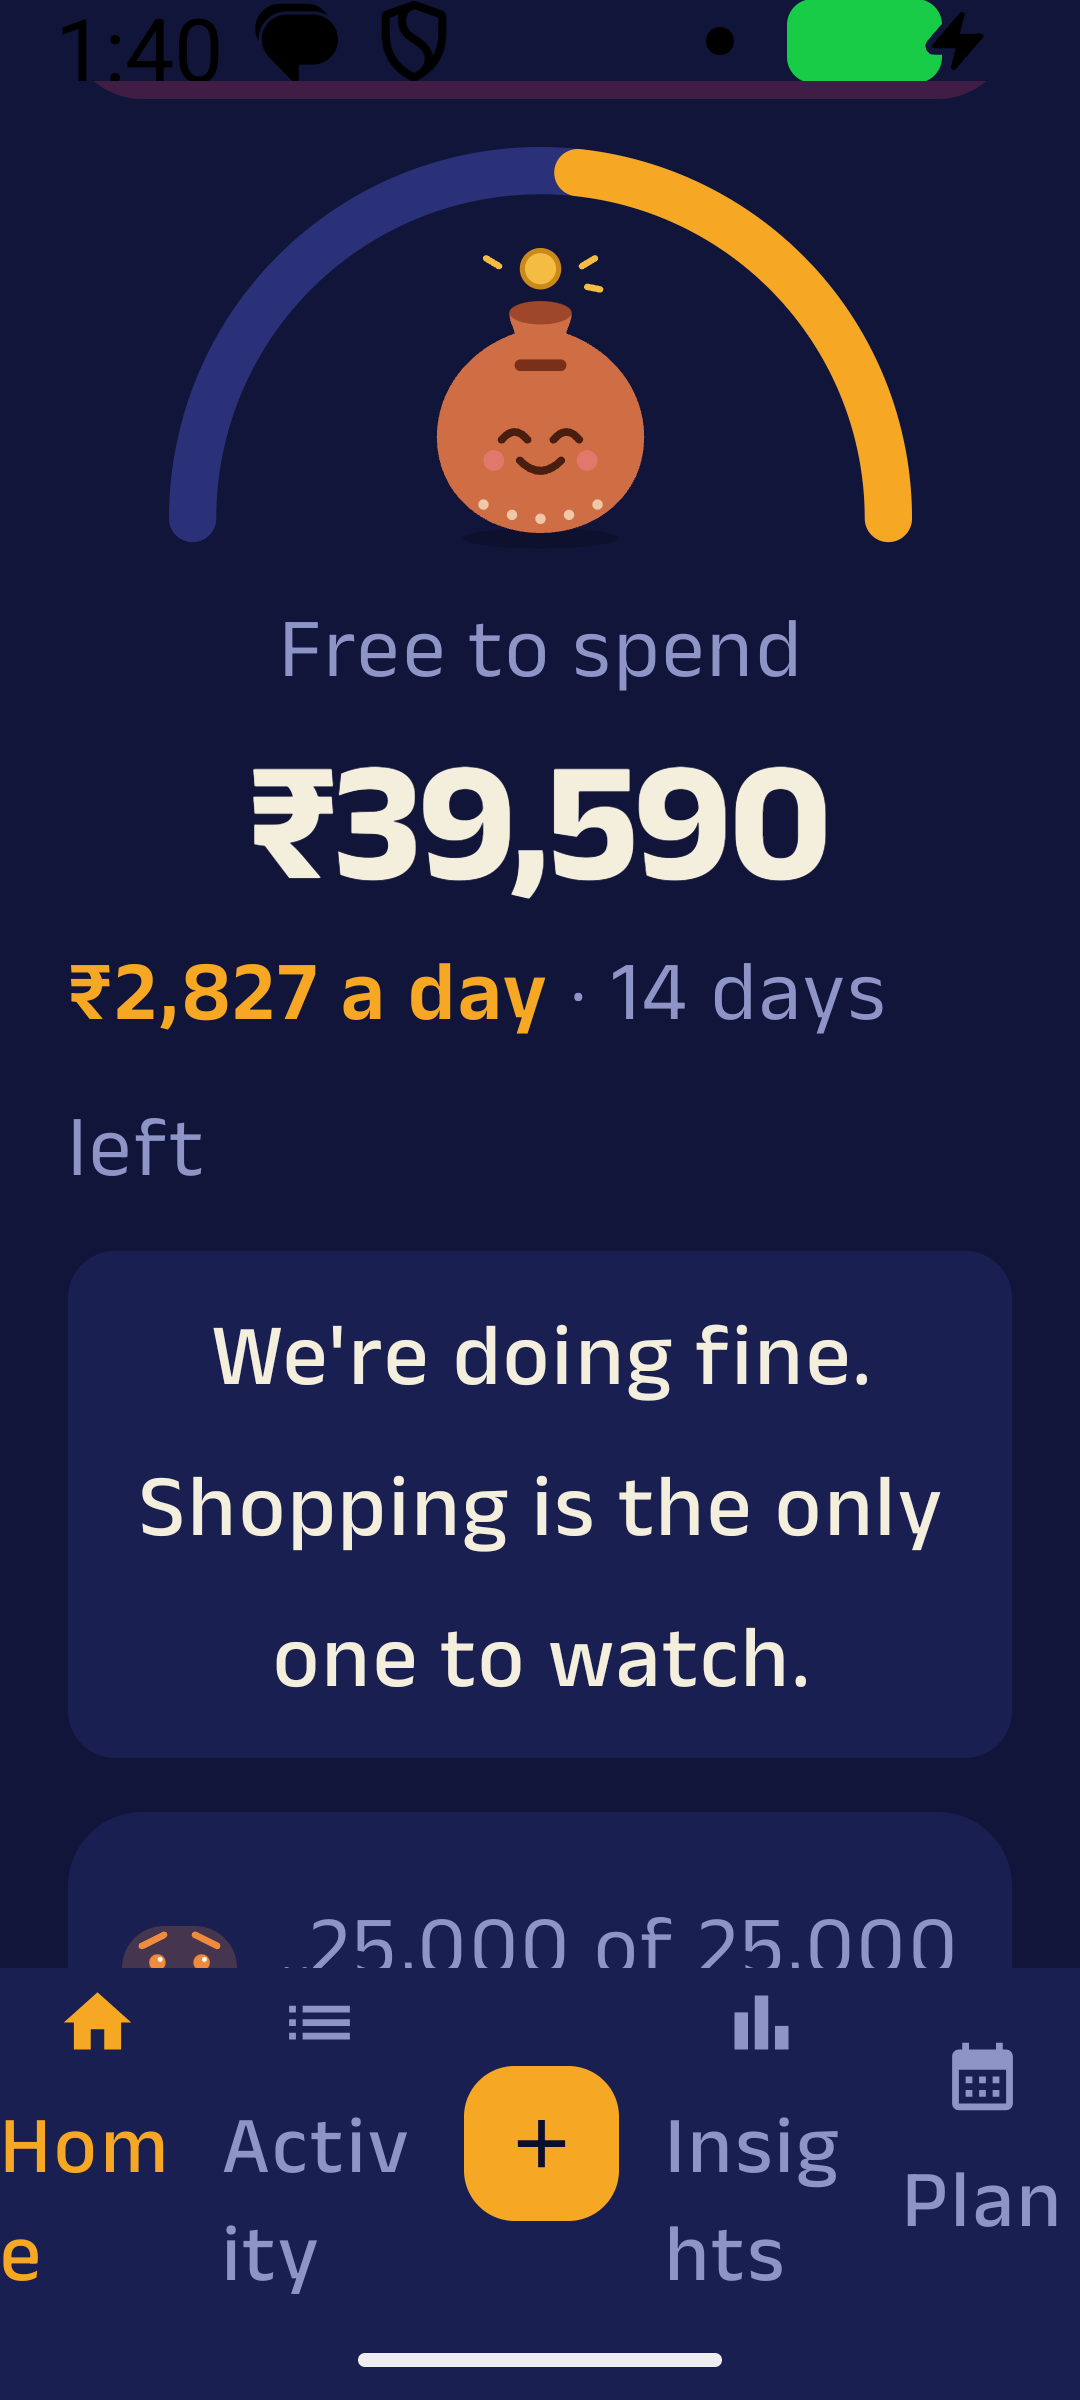 1:40
Free to spend
₹39,590
₹2,827 a day · 14 days
left
We're doing fine.
Shopping is the only
one to watch.
25,000 of 25,000
Hom
e
Activ
ity
+
Insig
hts
Plan